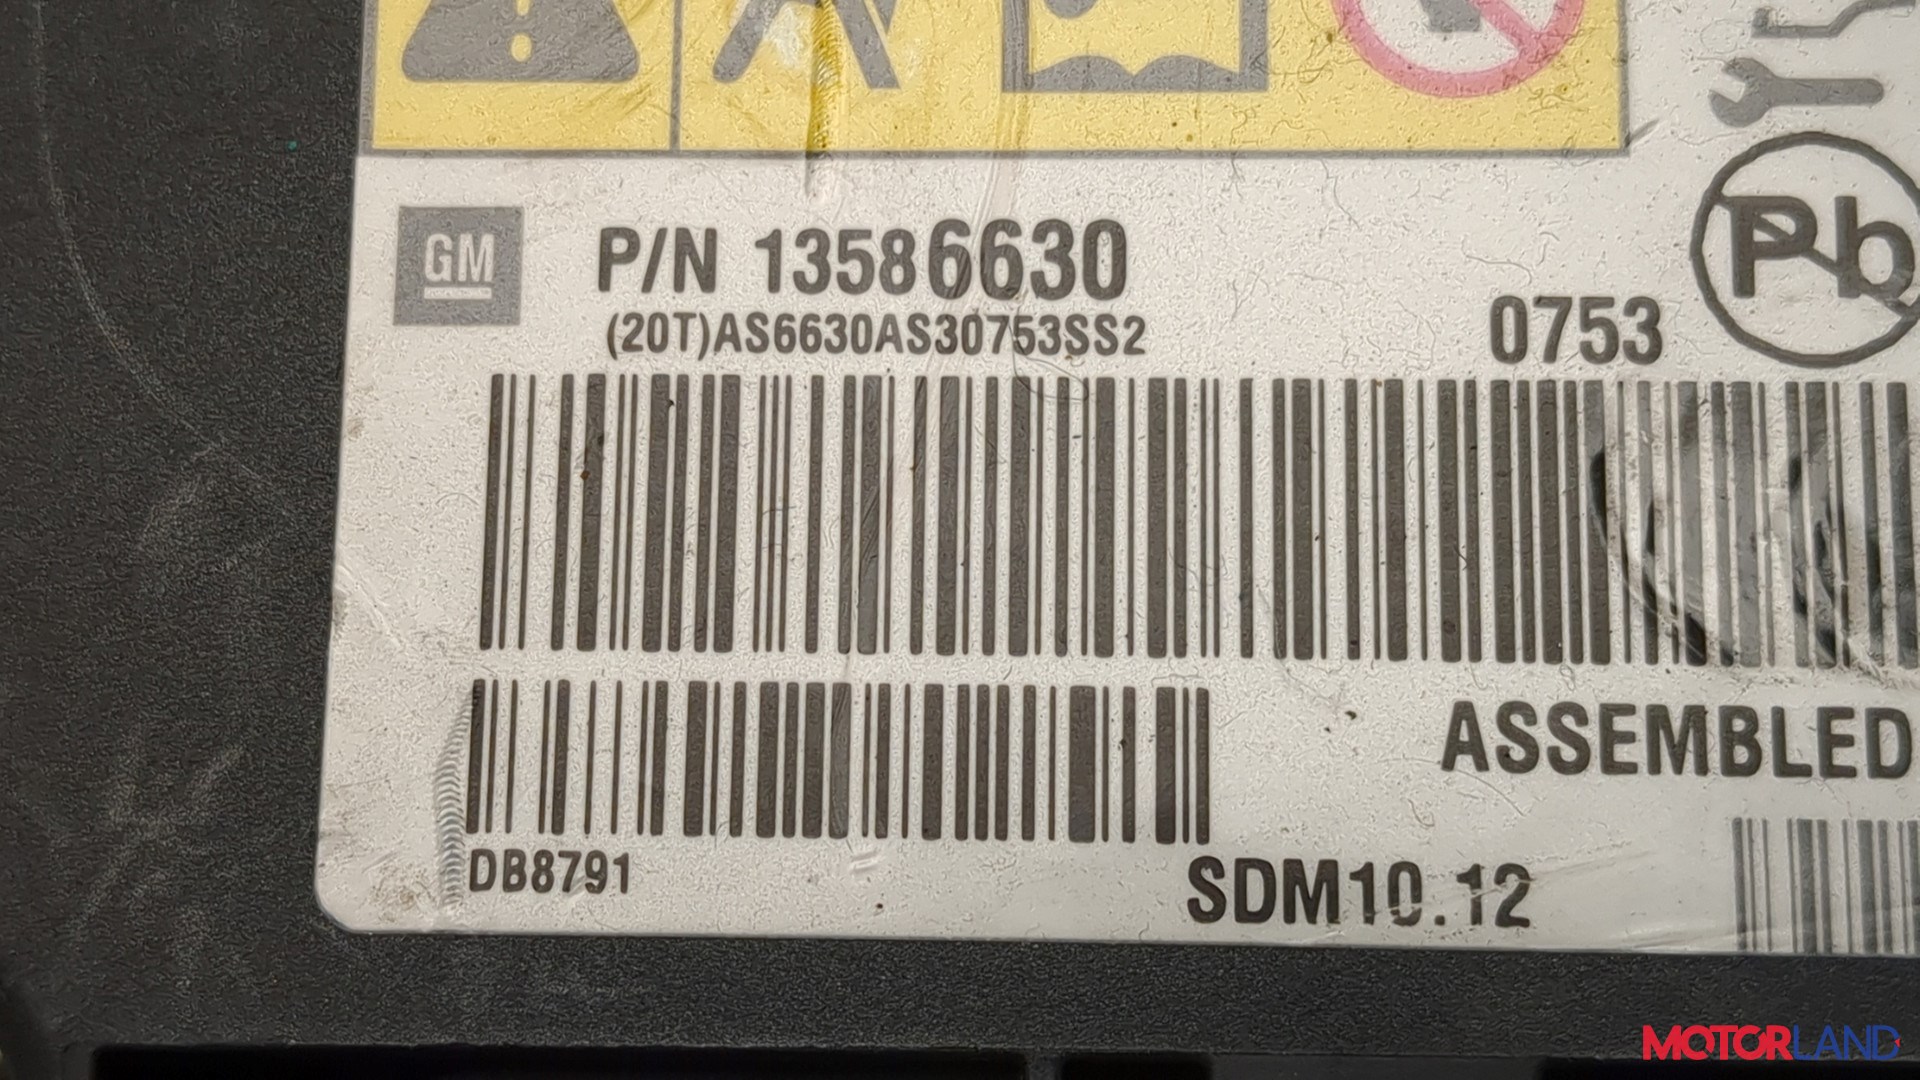 GM
P/N 13586630
(20T)AS6630AS30753SS2
0753
Pb
ASSEMBLED
DB8791
SDM10.12
MOTORLAND